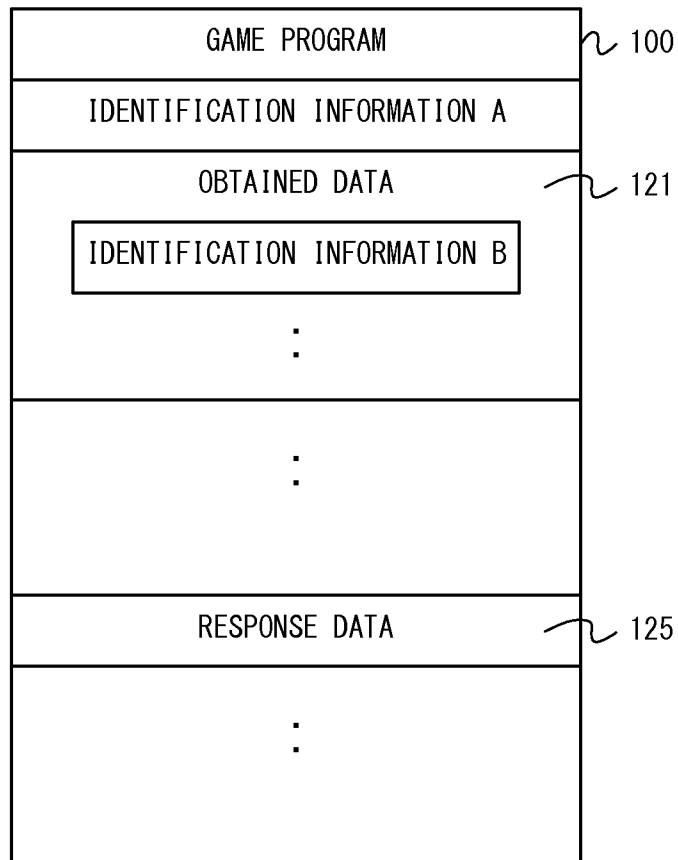 GAME PROGRAM 100
IDENTIFICATION INFORMATION A
OBTAINED DATA 121
IDENTIFICATION INFORMATION B
:
:
RESPONSE DATA 125
: